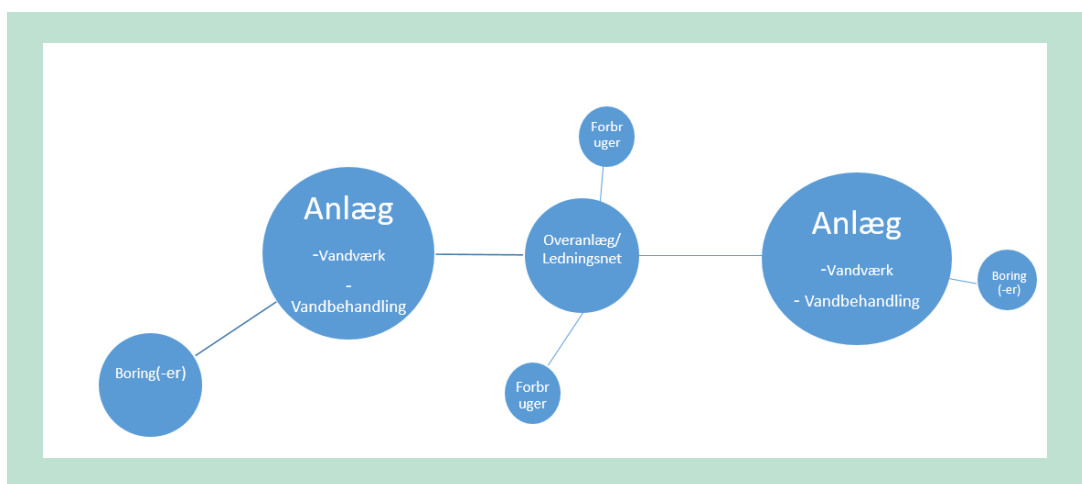 Forbr
uger
Anlæg
-Vandværk
-
Vandbehandling
Overanlæg/
Ledningsnet
Anlæg
-Vandværk
- Vandbehandling
Boring
(-er)
Boring(-er)
Forbr
uger